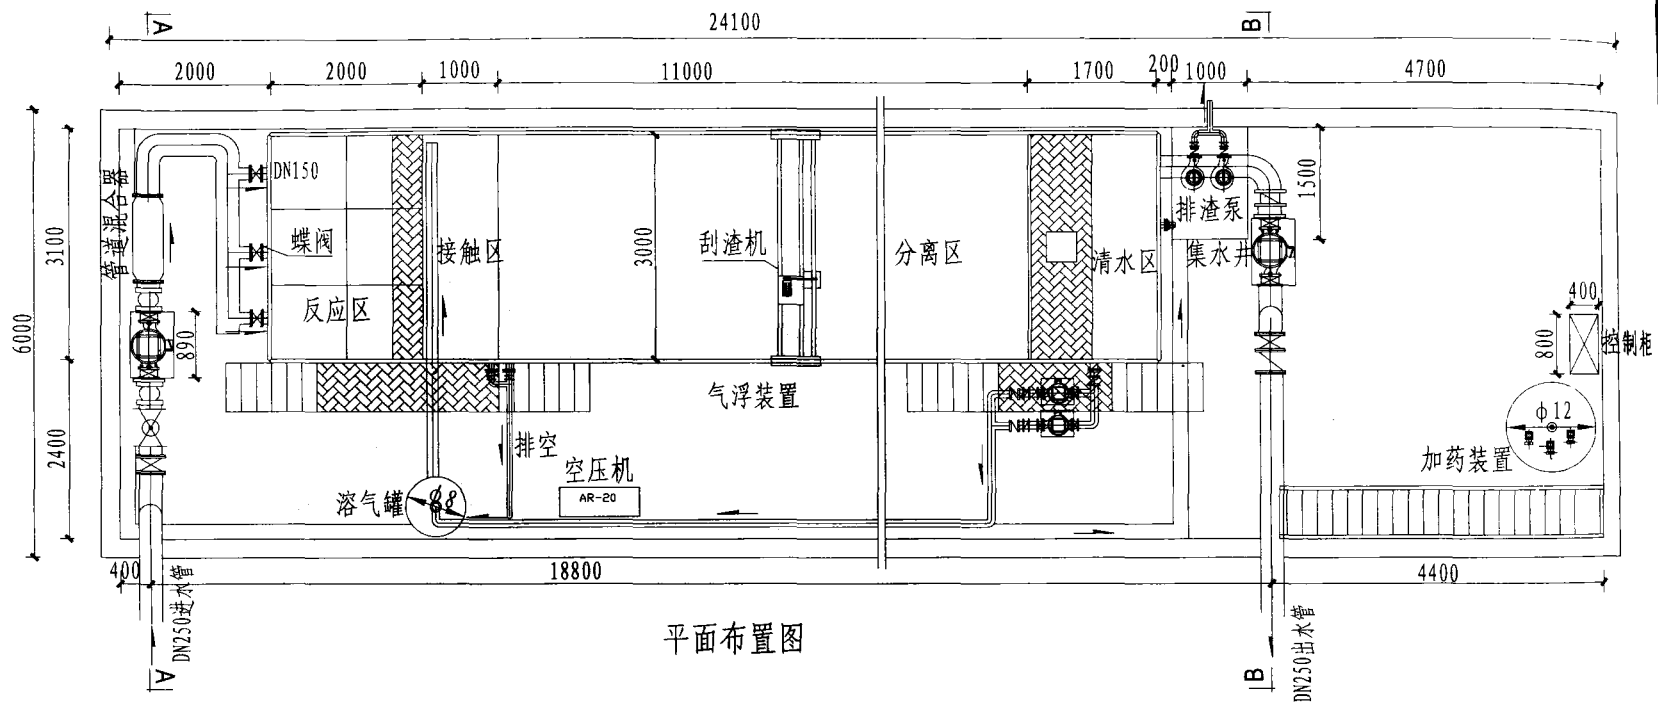 A
24100
B
2000
2000
1000
11000
1700
200
1000
4700
管道混合器
DN150
蝶阀
反应区
接触区
3000
刮渣机
分离区
清水区
排渣泵
集水井
1500
3100
6000
890
2400
400
800
控制柜
气浮装置
排空
空压机
AR-20
溶气罐
φ8
φ12
加药装置
400
18800
4400
DN250进水管
DN250出水管
A
B
平面布置图